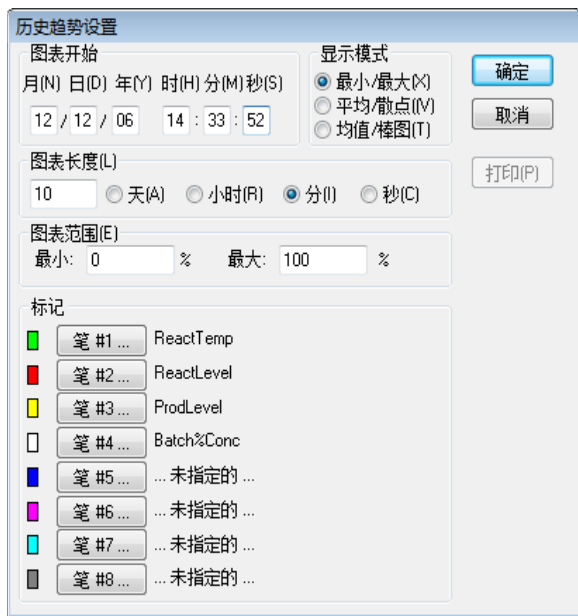 历史趋势设置
图表开始
月(N) 日(D) 年(Y) 时(H) 分(M) 秒(S)
12 / 12 / 06 14 : 33 : 52
显示模式
最小/最大(X)
平均/散点((V)
均值/棒图(T)
确定
取消
打印(P)
图表长度(L)
10 天(A) 小时(R) 分(I) 秒(C)
图表范围(E)
最小: 0 % 最大: 100 %
标记
笔 #1 ... ReactTemp
笔 #2 ... ReactLevel
笔 #3 ... ProdLevel
笔 #4 ... Batch%Conc
笔 #5 ... ... 未指定的 ...
笔 #6 ... ... 未指定的 ...
笔 #7 ... ... 未指定的 ...
笔 #8 ... ... 未指定的 ...